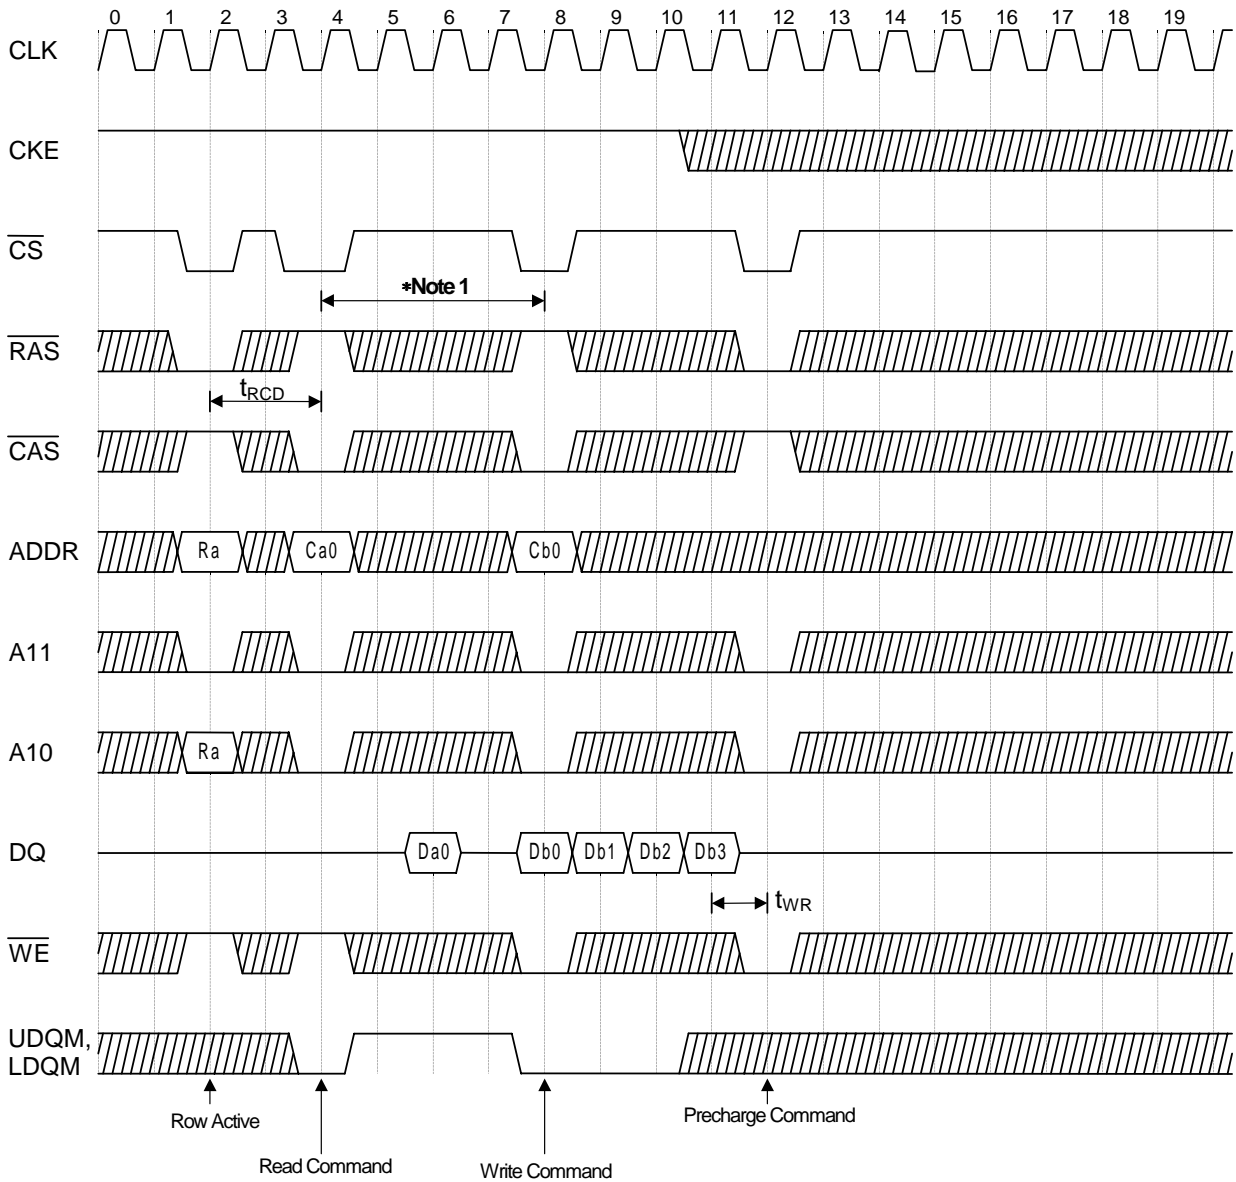 0 1 2 3 4 5 6 7 8 9 10 11 12 13 14 15 16 17 18 19
CLK
CKE
CS
*Note 1
RAS
tRCD
CAS
ADDR Ra Ca0 Cb0
A11
A10 Ra
DQ Da0 Db0 Db1 Db2 Db3
tWR
WE
UDQM,
LDQM
Row Active Precharge Command
Read Command Write Command